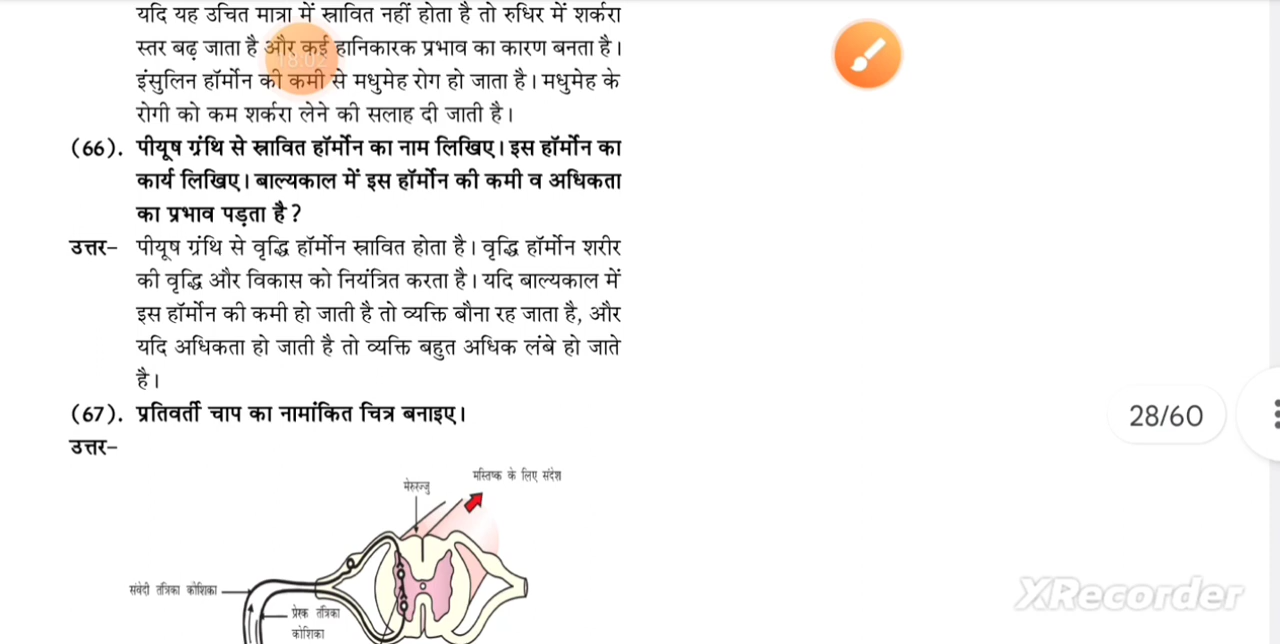 यदि यह उचित मात्रा में स्रावित नहीं होता है तो रुधिर में शर्करा
स्तर बढ़ जाता है और कई हानिकारक प्रभाव का कारण बनता है।
18:02
इंसुलिन हॉर्मोन की कमी से मधुमेह रोग हो जाता है। मधुमेह के
रोगी को कम शर्करा लेने की सलाह दी जाती है।
(66). पीयूष ग्रंथि से स्रावित हॉर्मोन का नाम लिखिए। इस हॉर्मोन का
कार्य लिखिए। बाल्यकाल में इस हॉर्मोन की कमी व अधिकता
का प्रभाव पड़ता है?
उत्तर– पीयूष ग्रंथि से वृद्धि हॉर्मोन स्रावित होता है। वृद्धि हॉर्मोन शरीर
की वृद्धि और विकास को नियंत्रित करता है। यदि बाल्यकाल में
इस हॉर्मोन की कमी हो जाती है तो व्यक्ति बौना रह जाता है, और
यदि अधिकता हो जाती है तो व्यक्ति बहुत अधिक लंबे हो जाते
है।
(67). प्रतिवर्ती चाप का नामांकित चित्र बनाइए।
28/60
उत्तर–
मस्तिष्क के लिए संदेश
मेरुरज्जु
संवेदी तंत्रिका कोशिका
प्रेरक तंत्रिका
कोशिका
XRecorder